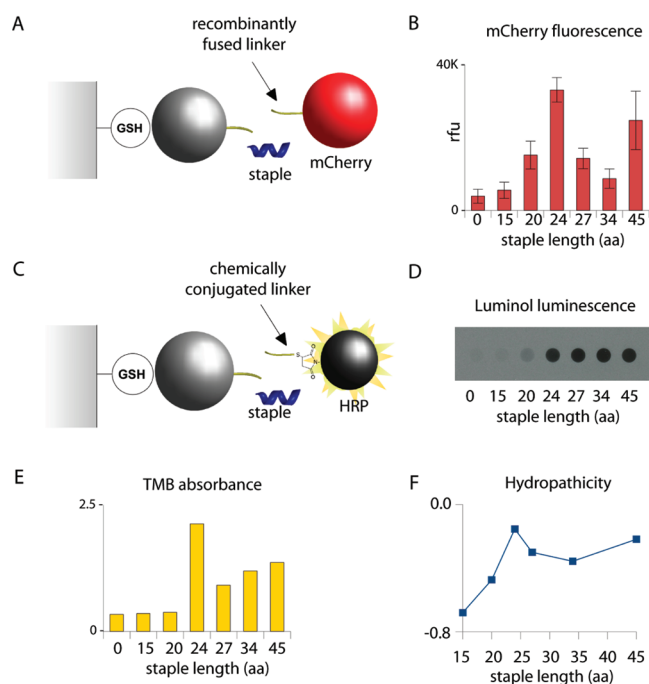 A
recombinantly
fused linker
GSH
staple
mCherry
B
mCherry fluorescence
40K
rfu
0
0 15 20 24 27 34 45
staple length (aa)
C
chemically
conjugated linker
GSH
S
O
N
O
staple
HRP
D
Luminol luminescence
0 15 20 24 27 34 45
staple length (aa)
E
TMB absorbance
2.5
0
0 15 20 24 27 34 45
staple length (aa)
F
Hydropathicity
0.0
-0.8
15 20 25 30 35 40 45
staple length (aa)